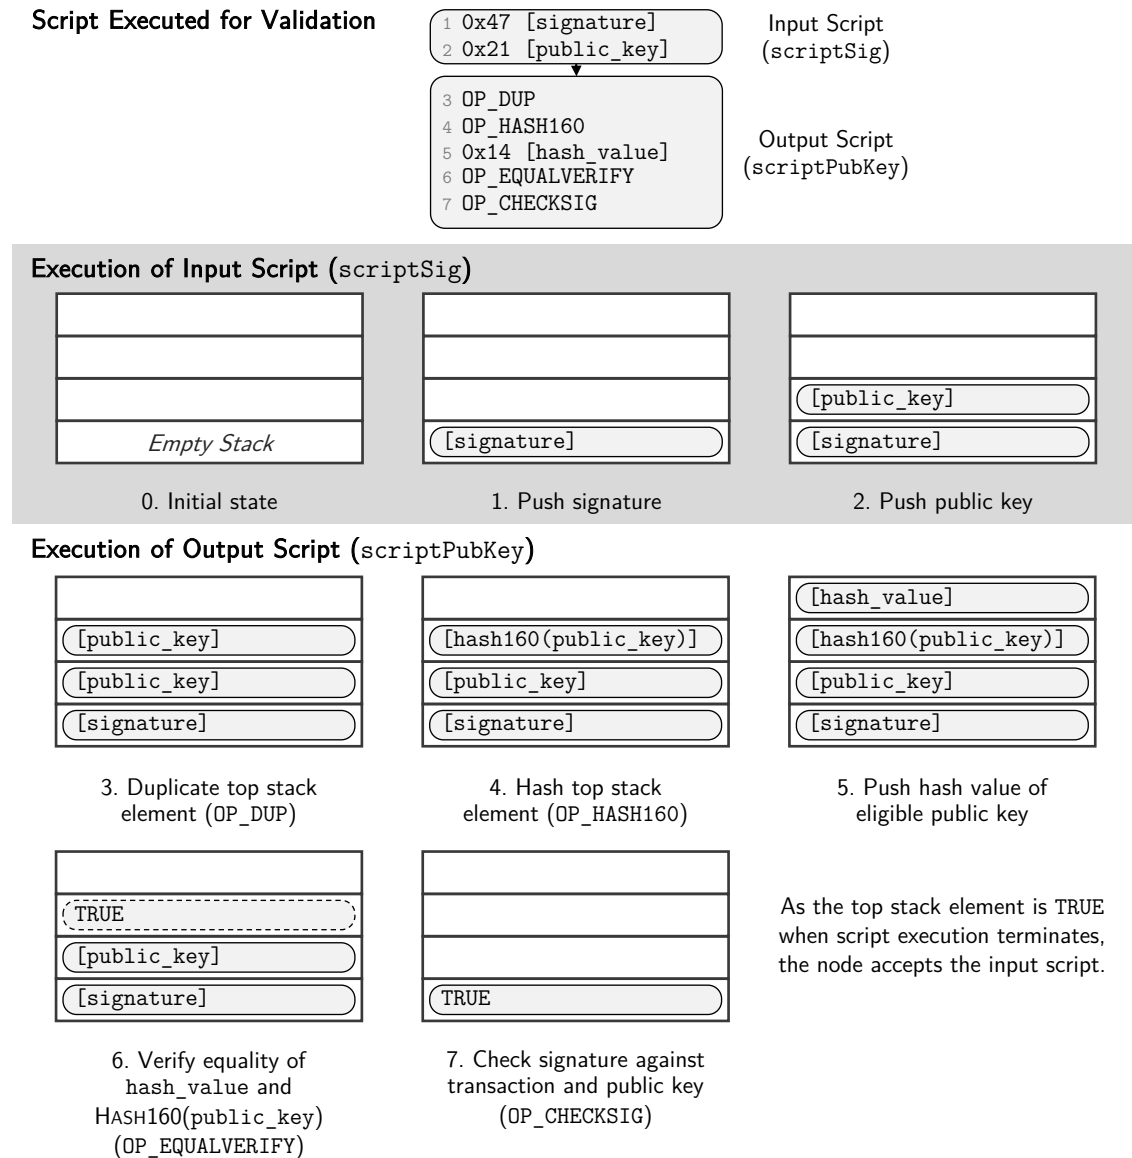 Script Executed for Validation
1 0x47 [signature]
2 0x21 [public_key]
Input Script
(scriptSig)
3 OP_DUP
4 OP_HASH160
5 0x14 [hash_value]
6 OP_EQUALVERIFY
7 OP_CHECKSIG
Output Script
(scriptPubKey)
Execution of Input Script (scriptSig)
Empty Stack
0. Initial state
[signature]
1. Push signature
[public_key]
[signature]
2. Push public key
Execution of Output Script (scriptPubKey)
[public_key]
[public_key]
[signature]
3. Duplicate top stack
element (OP_DUP)
[hash160(public_key)]
[public_key]
[signature]
4. Hash top stack
element (OP_HASH160)
[hash_value]
[hash160(public_key)]
[public_key]
[signature]
5. Push hash value of
eligible public key
TRUE
[public_key]
[signature]
6. Verify equality of
hash_value and
HASH160(public_key)
(OP_EQUALVERIFY)
TRUE
7. Check signature against
transaction and public key
(OP_CHECKSIG)
As the top stack element is TRUE
when script execution terminates,
the node accepts the input script.